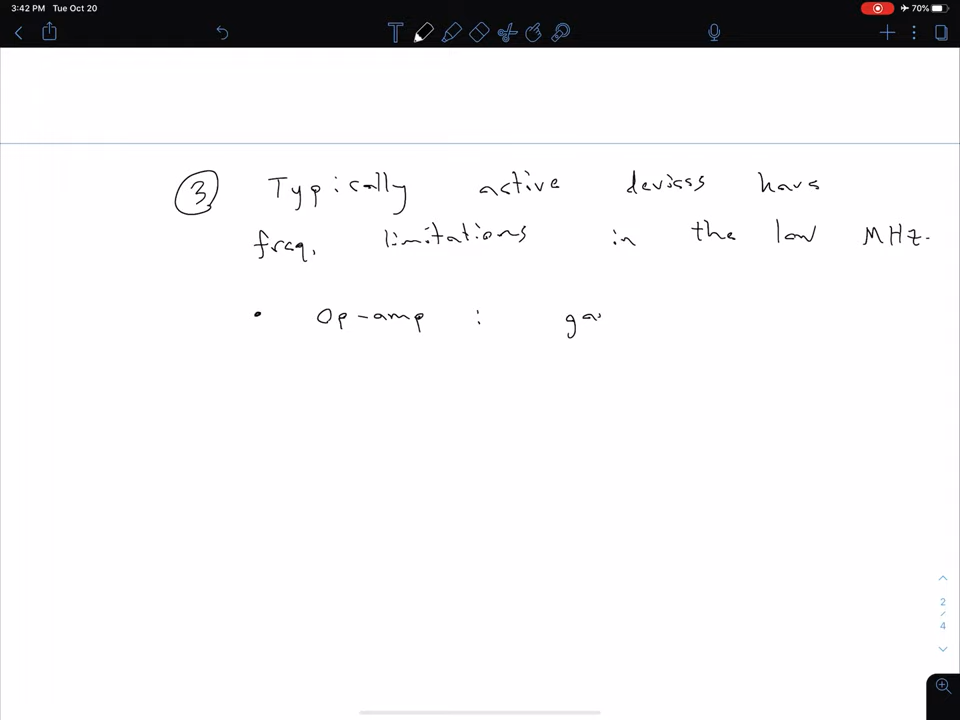 3:42 PM Tue Oct 20
70%
T
③ Typically active devices have
freq. limitations in the low MHz.
• Op-amp : ga
2
/
4